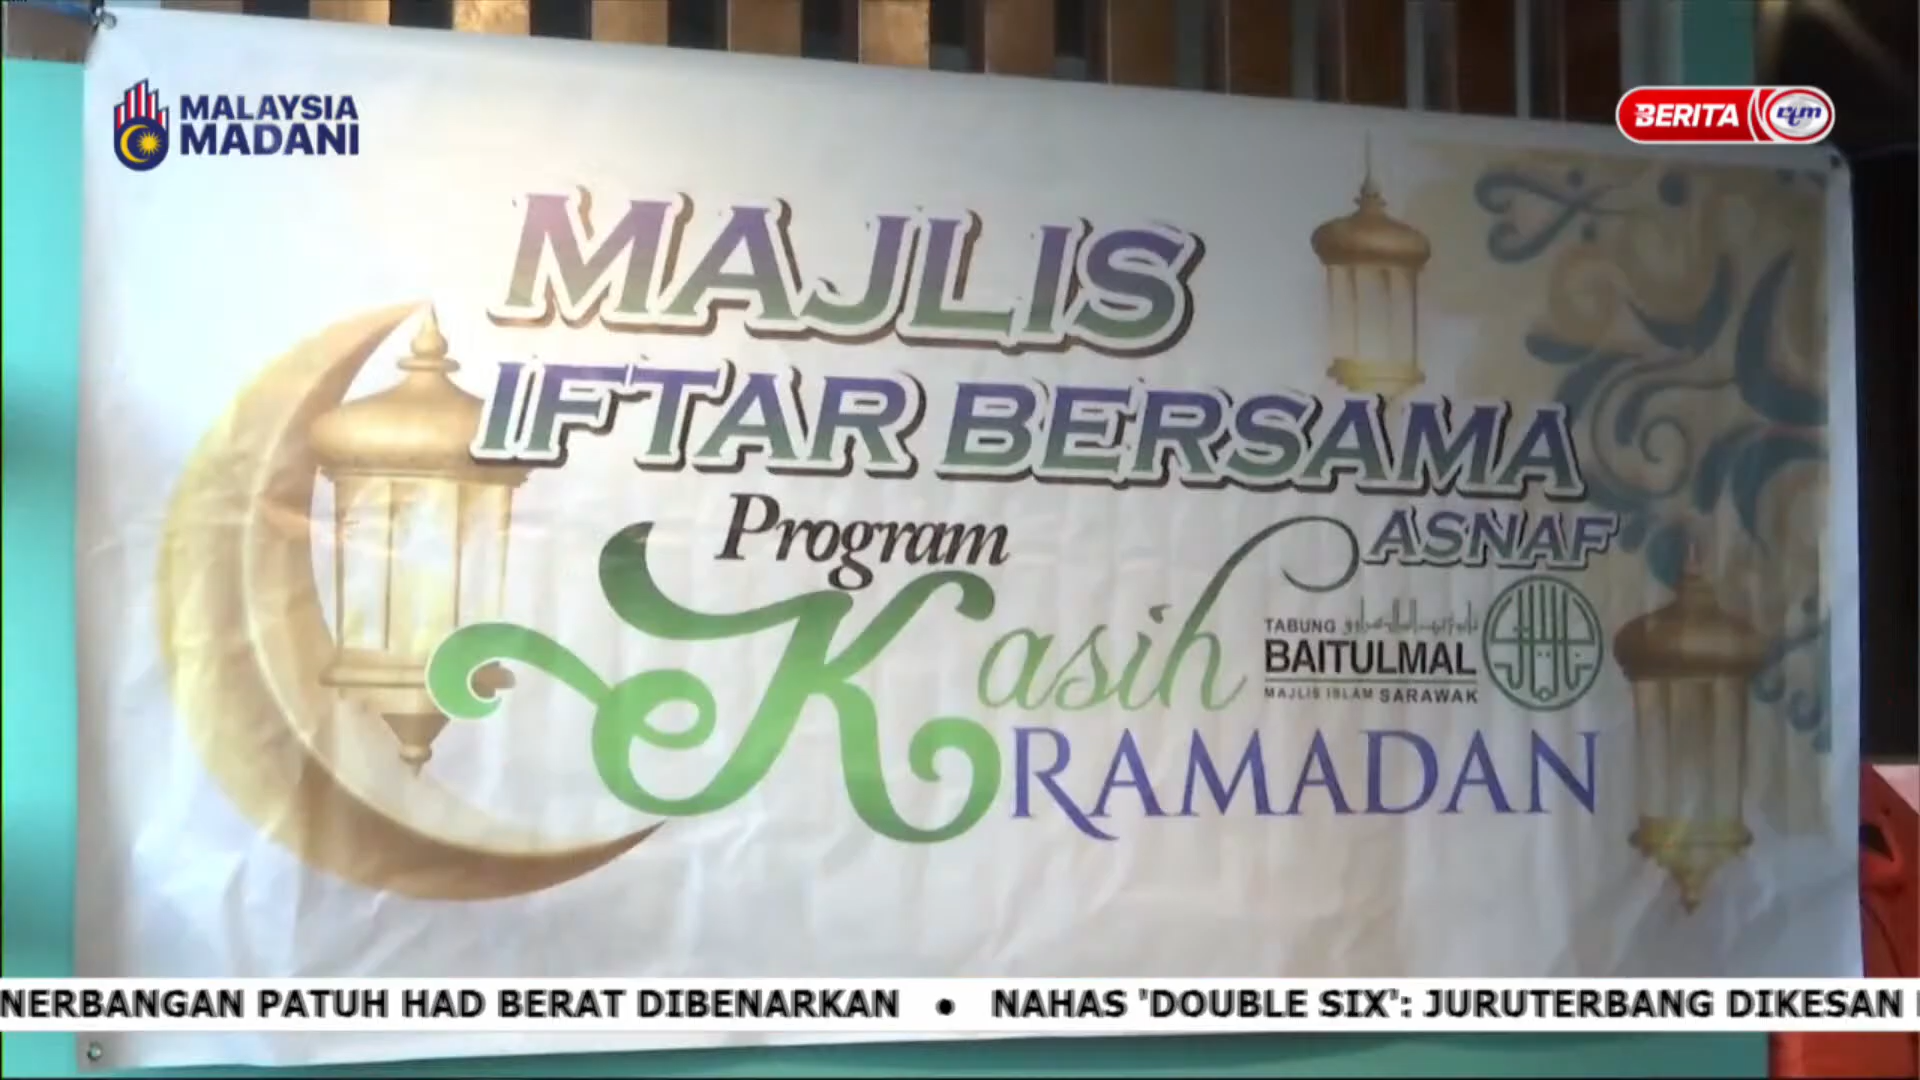 MALAYSIA
MADANI
BERITA rtm
MAJLIS
IFTAR BERSAMA
ASNAF
Program
Kasih
RAMADAN
TABUNG
BAITULMAL
MAJLIS ISLAM SARAWAK
NERBANGAN PATUH HAD BERAT DIBENARKAN • NAHAS 'DOUBLE SIX': JURUTERBANG DIKESAN